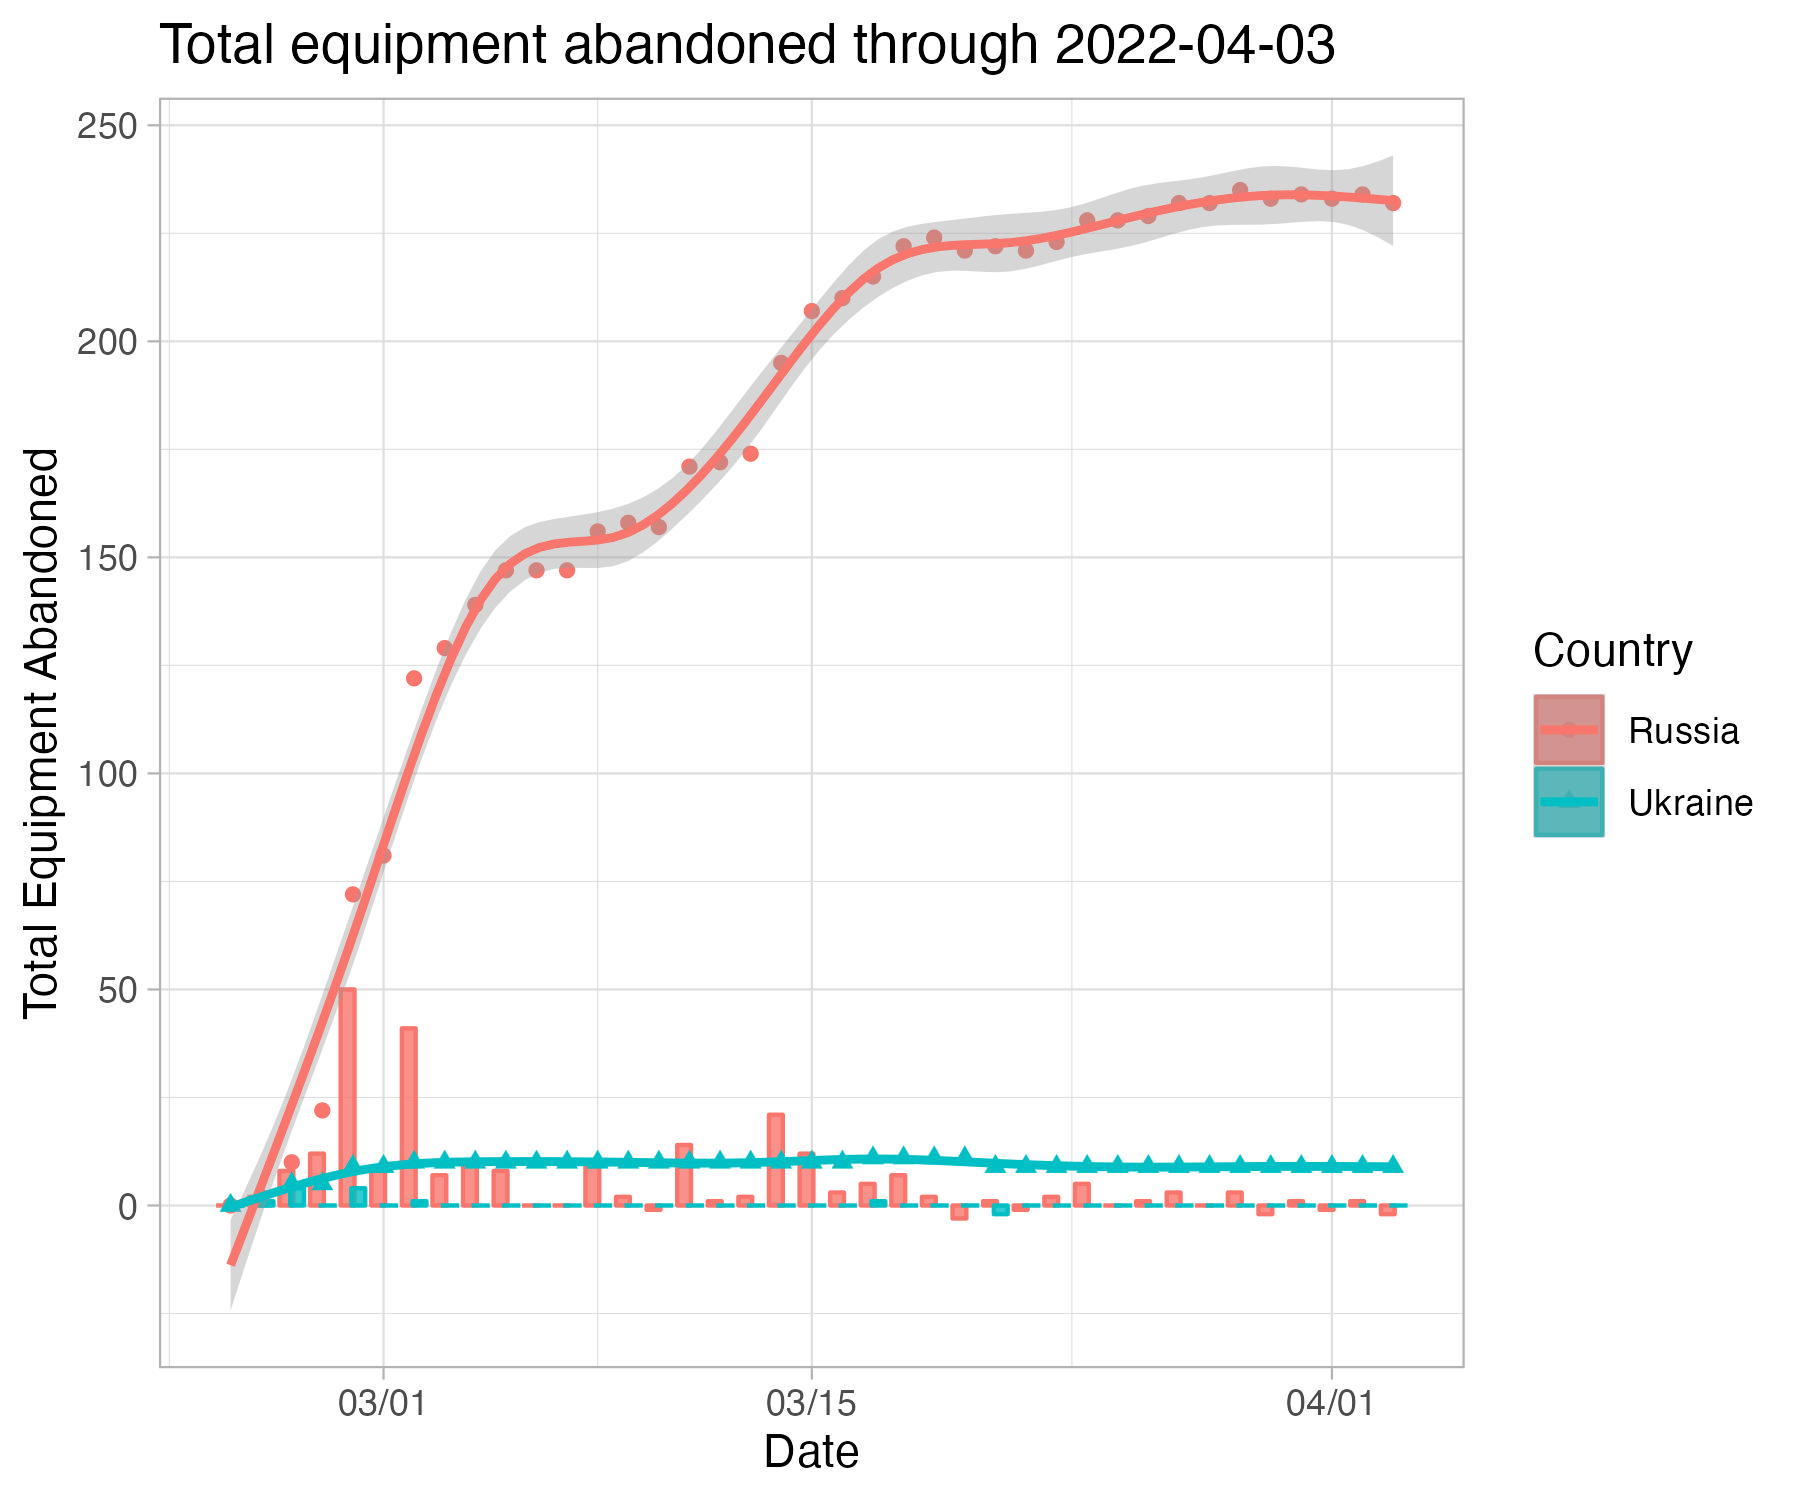 Total equipment abandoned through 2022-04-03
Total Equipment Abandoned
250
200
150
100
50
0
03/01
03/15
04/01
Date
Country
Russia
Ukraine